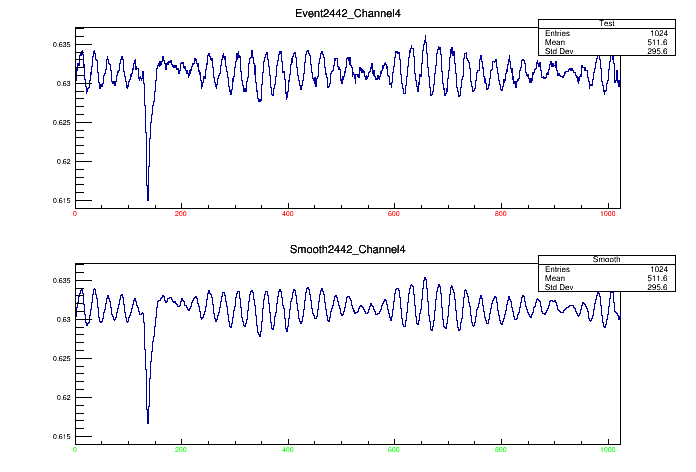 Event2442_Channel4
Test
Entries 1024
Mean 511.6
Std Dev 295.6
0.635
0.63
0.625
0.62
0.615
0 200 400 600 800 1000
Smooth2442_Channel4
Smooth
Entries 1024
Mean 511.6
Std Dev 295.6
0.635
0.63
0.625
0.62
0.615
0 200 400 600 800 1000